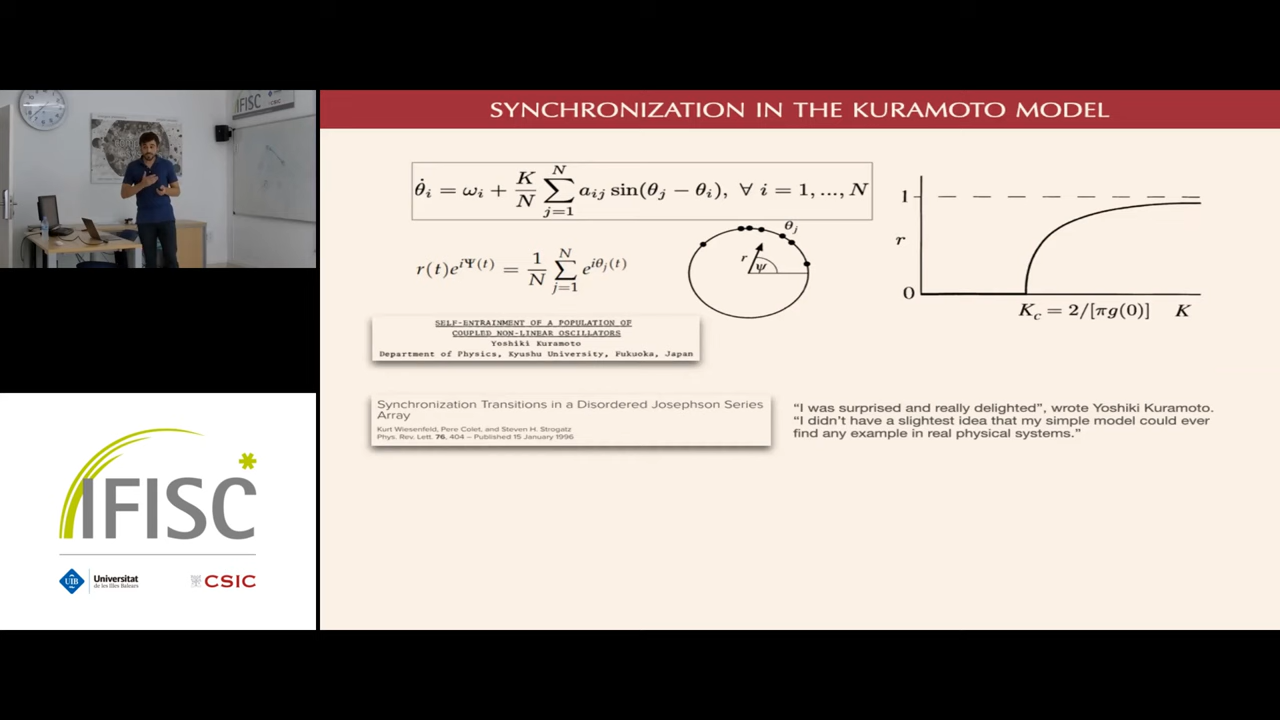 SYNCHRONIZATION IN THE KURAMOTO MODEL
θ̇ᵢ = ωᵢ + K/N ∑_{j=1}^{N} aᵢⱼ sin(θⱼ − θᵢ), ∀ i = 1, ..., N
r(t)e^{iΨ(t)} = 1/N ∑_{j=1}^{N} e^{iθⱼ(t)}
θⱼ
r
ψ
1
r
0
K_c = 2/[πg(0)] K
SELF-ENTRAINMENT OF A POPULATION OF
COUPLED NON-LINEAR OSCILLATORS
Yoshiki Kuramoto
Department of Physics, Kyushu University, Fukuoka, Japan
Synchronization Transitions in a Disordered Josephson Series
Array
Kurt Wiesenfeld, Pere Colet, and Steven H. Strogatz
Phys. Rev. Lett. 76, 404 – Published 15 January 1996
“I was surprised and really delighted”, wrote Yoshiki Kuramoto.
“I didn’t have a slightest idea that my simple model could ever
find any example in real physical systems.”
IFISC
IFISC
UIB
Universitat
de les Illes Balears
CSIC